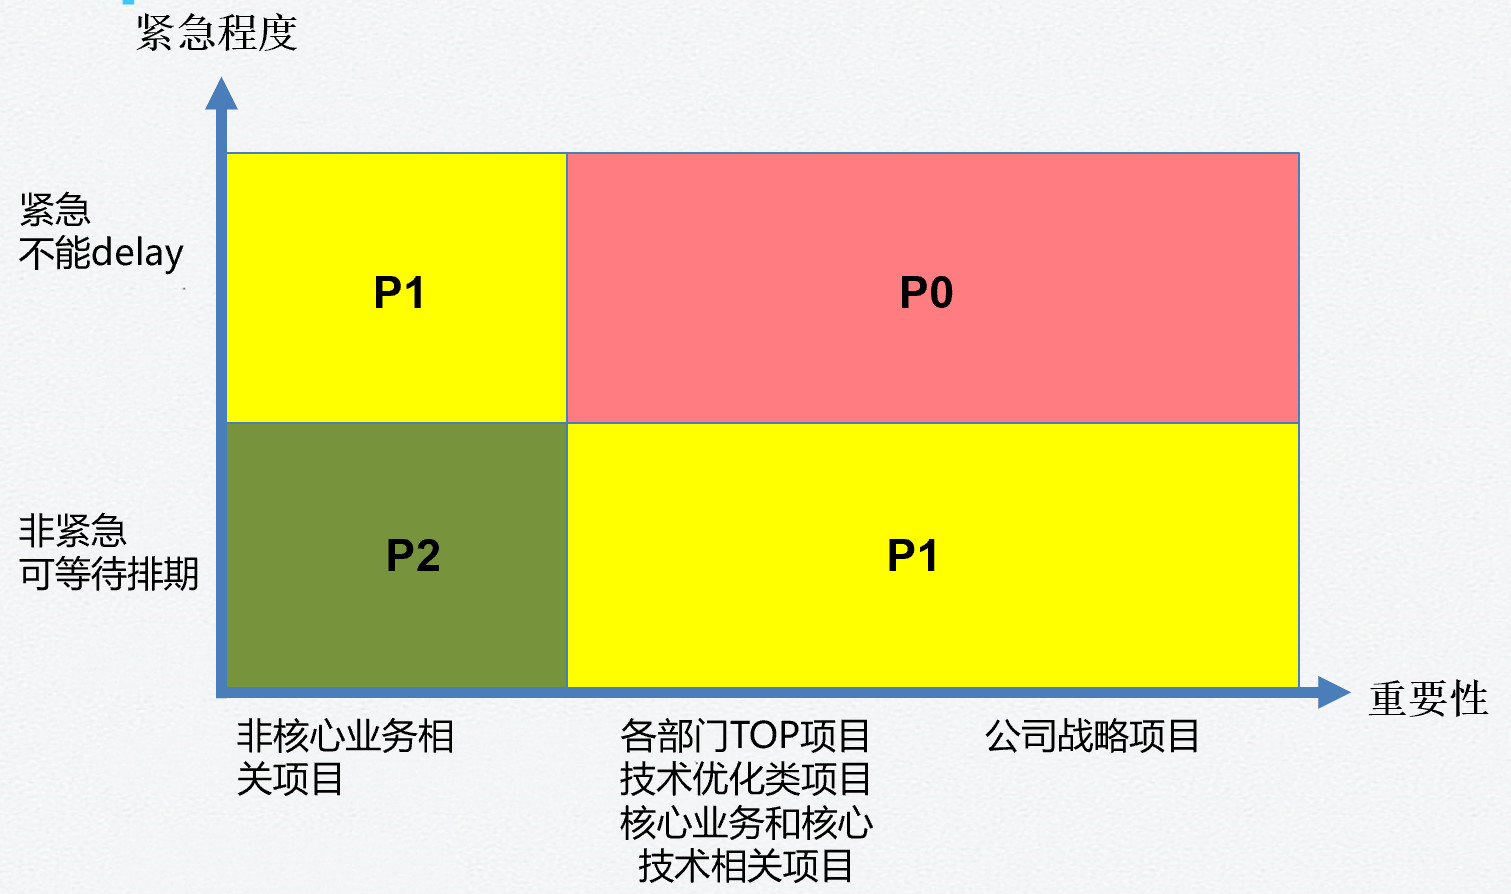 紧急程度
紧急
不能delay
P1
P0
非紧急
可等待排期
P2
P1
重要性
非核心业务相
关项目
各部门TOP项目
技术优化类项目
核心业务和核心
技术相关项目
公司战略项目